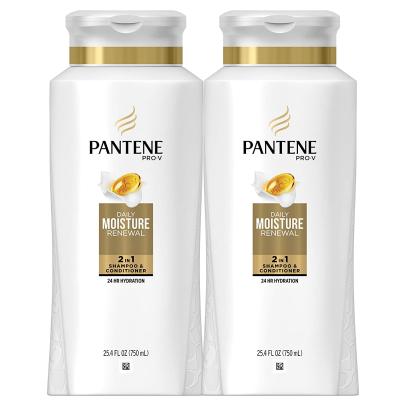 PANTENE
PRO-V
DAILY
MOISTURE
RENEWAL
2 IN 1
SHAMPOO &
CONDITIONER
24 HR HYDRATION
25.4 FL OZ (750 mL)
PANTENE
PRO-V
DAILY
MOISTURE
RENEWAL
2 IN 1
SHAMPOO &
CONDITIONER
24 HR HYDRATION
25.4 FL OZ (750 mL)